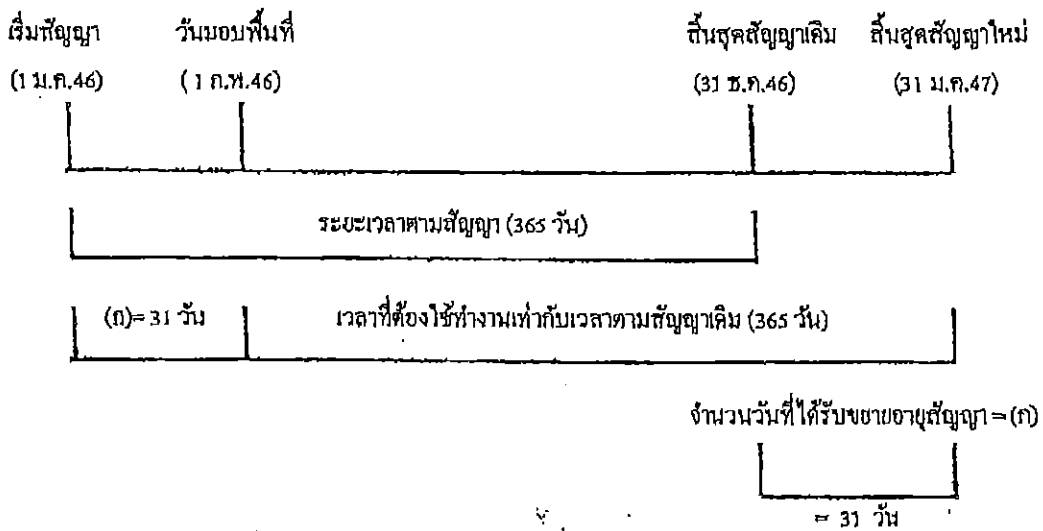 เริ่มสัญญา วันมอบพื้นที่ สิ้นสุดสัญญาเดิม สิ้นสุดสัญญาใหม่
(1 ม.ค.46) ( 1 ก.พ.46) (31 ธ.ค.46) (31 ม.ค.47)
ระยะเวลาตามสัญญา (365 วัน)
(ก)= 31 วัน เวลาที่ต้องใช้ทำงานเท่ากับเวลาตามสัญญาเดิม (365 วัน)
จำนวนวันที่ได้รับขยายอายุสัญญา = (ก)
= 31 วัน